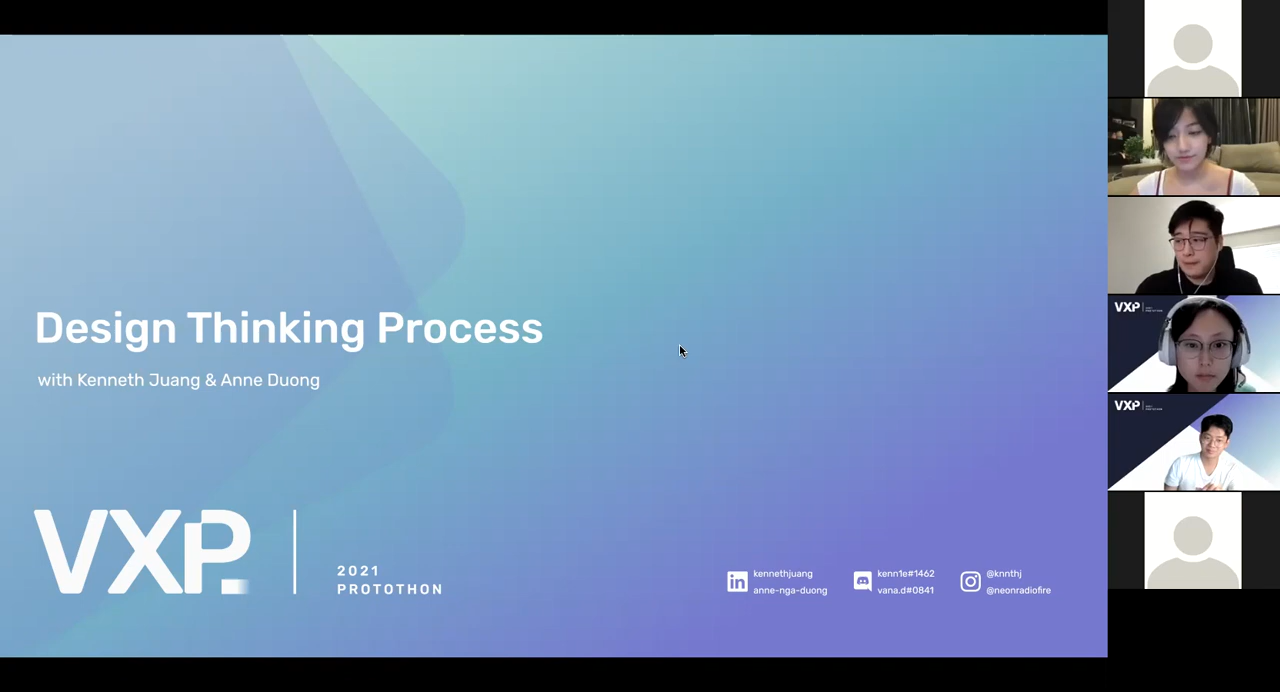 Design Thinking Process
with Kenneth Juang & Anne Duong
VXP
2021
PROTOTHON
in
kennethjuang
anne-nga-duong
kenn1e#1462
vana.d#0841
@knnthj
@neonradiofire
VXP
VXP